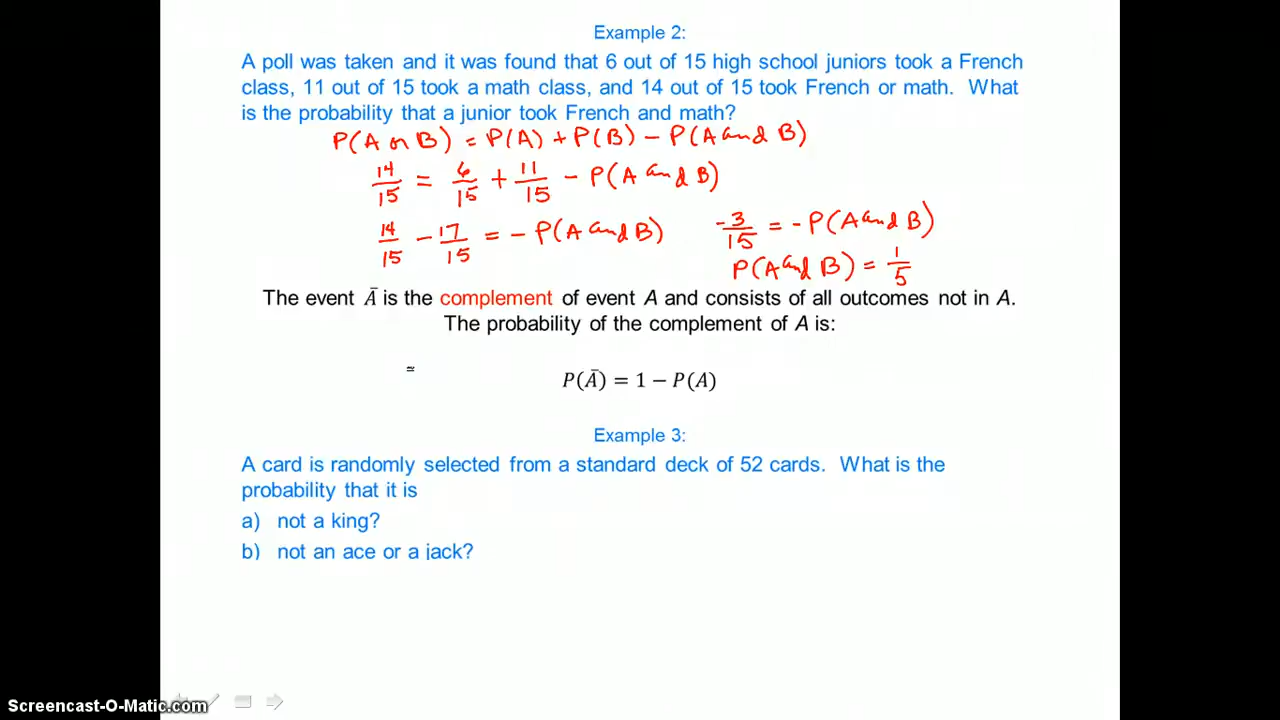 Example 2:
A poll was taken and it was found that 6 out of 15 high school juniors took a French
class, 11 out of 15 took a math class, and 14 out of 15 took French or math. What
is the probability that a junior took French and math?
P(A or B) = P(A) + P(B) - P(A and B)
14/15 = 6/15 + 11/15 - P(A and B)
14/15 - 17/15 = - P(A and B)
-3/15 = - P(A and B)
P(A and B) = 1/5
The event Ā is the complement of event A and consists of all outcomes not in A.
The probability of the complement of A is:
=
P(Ā) = 1 − P(A)
Example 3:
A card is randomly selected from a standard deck of 52 cards. What is the
probability that it is
a) not a king?
b) not an ace or a jack?
Screencast-O-Matic.com